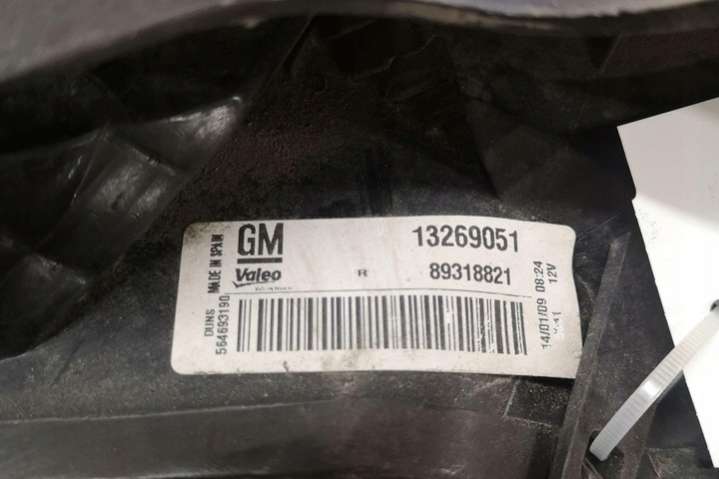 GM
13269051
Valeo
R
89318821
MADE IN SPAIN
DUNS
564693190
14/01/09 08:24
12V